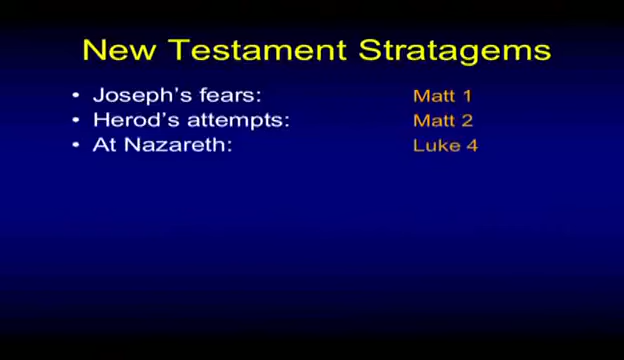 New Testament Stratagems
• Joseph's fears: Matt 1
• Herod's attempts: Matt 2
• At Nazareth: Luke 4